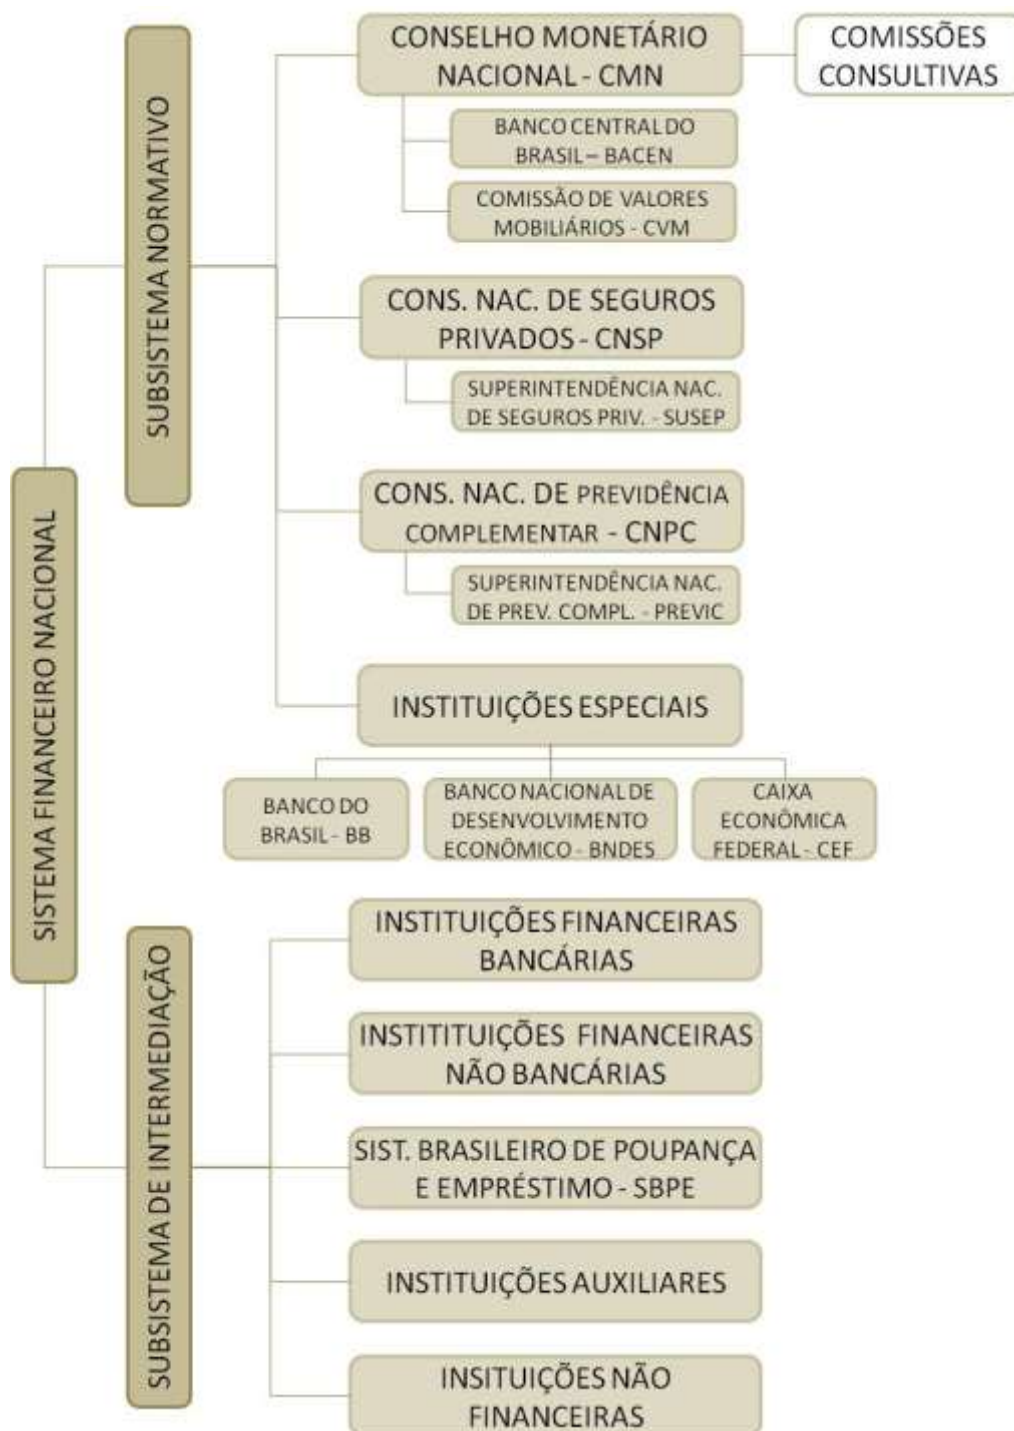 SISTEMA FINANCEIRO NACIONAL
SUBSISTEMA NORMATIVO
CONSELHO MONETÁRIO
NACIONAL - CMN
COMISSÕES
CONSULTIVAS
BANCO CENTRAL DO
BRASIL – BACEN
COMISSÃO DE VALORES
MOBILIÁRIOS - CVM
CONS. NAC. DE SEGUROS
PRIVADOS - CNSP
SUPERINTENDÊNCIA NAC.
DE SEGUROS PRIV. - SUSEP
CONS. NAC. DE PREVIDÊNCIA
COMPLEMENTAR - CNPC
SUPERINTENDÊNCIA NAC.
DE PREV. COMPL. - PREVIC
INSTITUIÇÕES ESPECIAIS
BANCO DO
BRASIL - BB
BANCO NACIONAL DE
DESENVOLVIMENTO
ECONÔMICO - BNDES
CAIXA
ECONÔMICA
FEDERAL - CEF
SUBSISTEMA DE INTERMEDIAÇÃO
INSTITUIÇÕES FINANCEIRAS
BANCÁRIAS
INSTITITUIÇÕES FINANCEIRAS
NÃO BANCÁRIAS
SIST. BRASILEIRO DE POUPANÇA
E EMPRÉSTIMO - SBPE
INSTITUIÇÕES AUXILIARES
INSITUIÇÕES NÃO
FINANCEIRAS